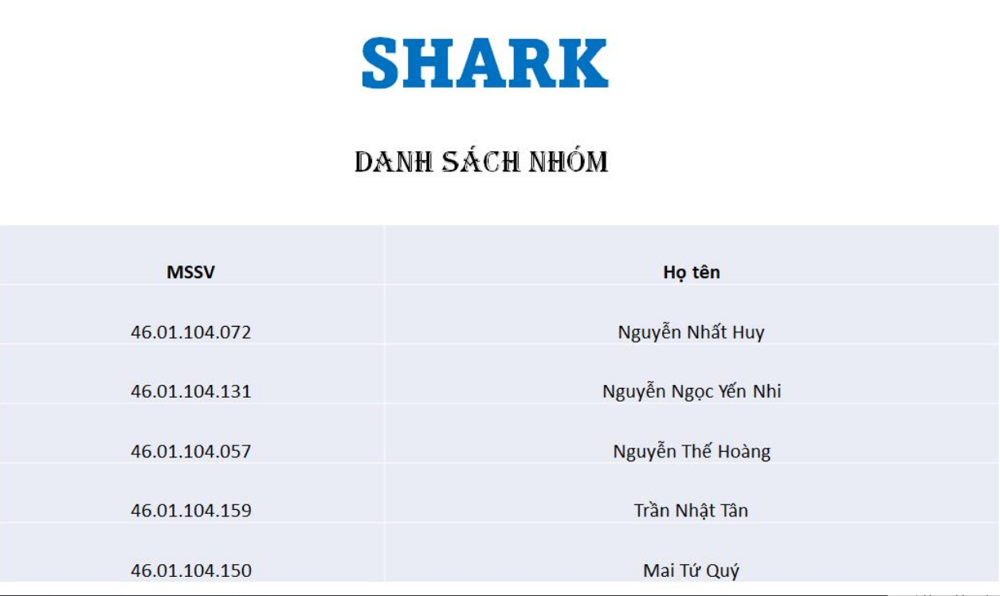 SHARK
DANH SÁCH NHÓM
MSSV Họ tên
46.01.104.072 Nguyễn Nhất Huy
46.01.104.131 Nguyễn Ngọc Yến Nhi
46.01.104.057 Nguyễn Thế Hoàng
46.01.104.159 Trần Nhật Tân
46.01.104.150 Mai Tứ Quý